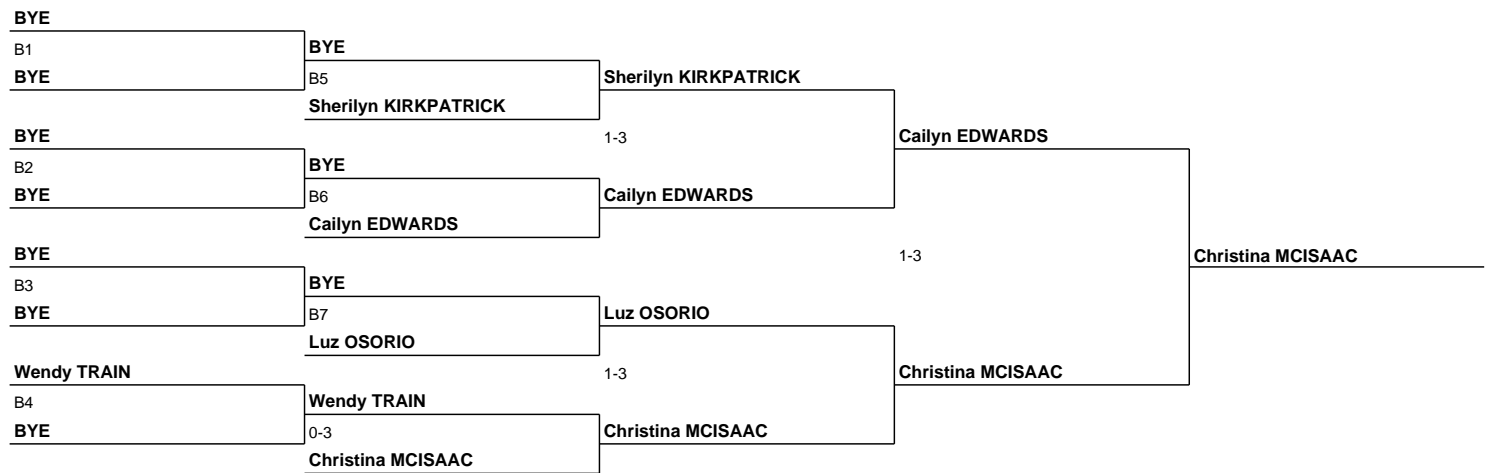 BYE
B1
BYE
BYE
B5
Sherilyn KIRKPATRICK
Sherilyn KIRKPATRICK
BYE
1-3
Cailyn EDWARDS
B2
BYE
BYE
B6
Cailyn EDWARDS
Cailyn EDWARDS
BYE
1-3
Christina MCISAAC
B3
BYE
BYE
B7
Luz OSORIO
Luz OSORIO
Wendy TRAIN
1-3
Christina MCISAAC
B4
Wendy TRAIN
BYE
0-3
Christina MCISAAC
Christina MCISAAC